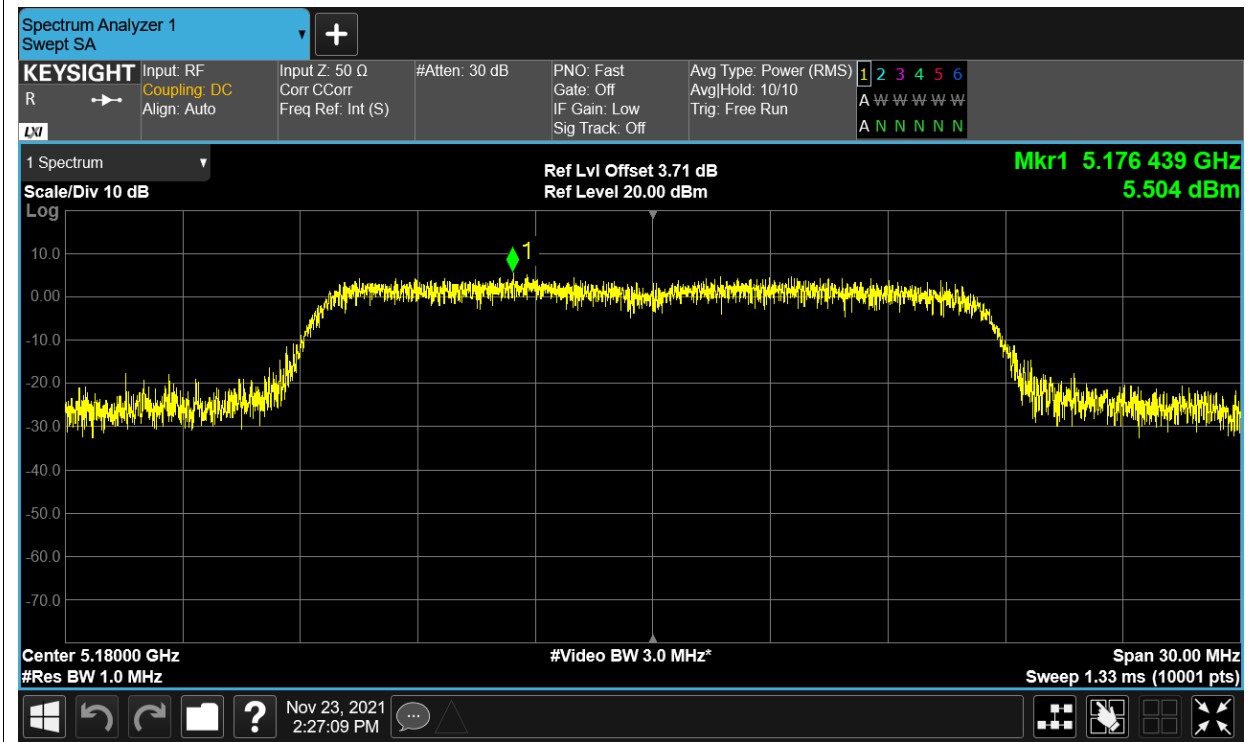 Spectrum Analyzer 1
Swept SA
+
KEYSIGHT
R
LXI
Input: RF
Coupling: DC
Align: Auto
Input Z: 50 Ω
Corr CCorr
Freq Ref: Int (S)
#Atten: 30 dB
PNO: Fast
Gate: Off
IF Gain: Low
Sig Track: Off
Avg Type: Power (RMS)
Avg|Hold: 10/10
Trig: Free Run
1 2 3 4 5 6
A W W W W W
A N N N N N
1 Spectrum
Scale/Div 10 dB
Log
Ref Lvl Offset 3.71 dB
Ref Level 20.00 dBm
Mkr1 5.176 439 GHz
5.504 dBm
1
10.0
0.00
-10.0
-20.0
-30.0
-40.0
-50.0
-60.0
-70.0
Center 5.18000 GHz
#Res BW 1.0 MHz
#Video BW 3.0 MHz*
Span 30.00 MHz
Sweep 1.33 ms (10001 pts)
?
Nov 23, 2021
2:27:09 PM